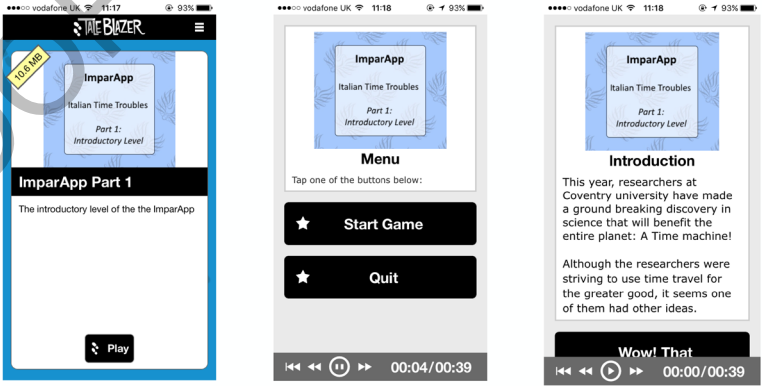 vodafone UK 11:17 93%
TALEBLAZER
10.6 MB
ImparApp
Italian Time Troubles
Part 1:
Introductory Level
ImparApp Part 1
The introductory level of the the ImparApp
Play
vodafone UK 11:18 93%
ImparApp
Italian Time Troubles
Part 1:
Introductory Level
Menu
Tap one of the buttons below:
Start Game
Quit
00:04/00:39
vodafone UK 11:18 93%
ImparApp
Italian Time Troubles
Part 1:
Introductory Level
Introduction
This year, researchers at
Coventry university have made
a ground breaking discovery in
science that will benefit the
entire planet: A Time machine!
Although the researchers were
striving to use time travel for
the greater good, it seems one
of them had other ideas.
Wow! That
00:00/00:39